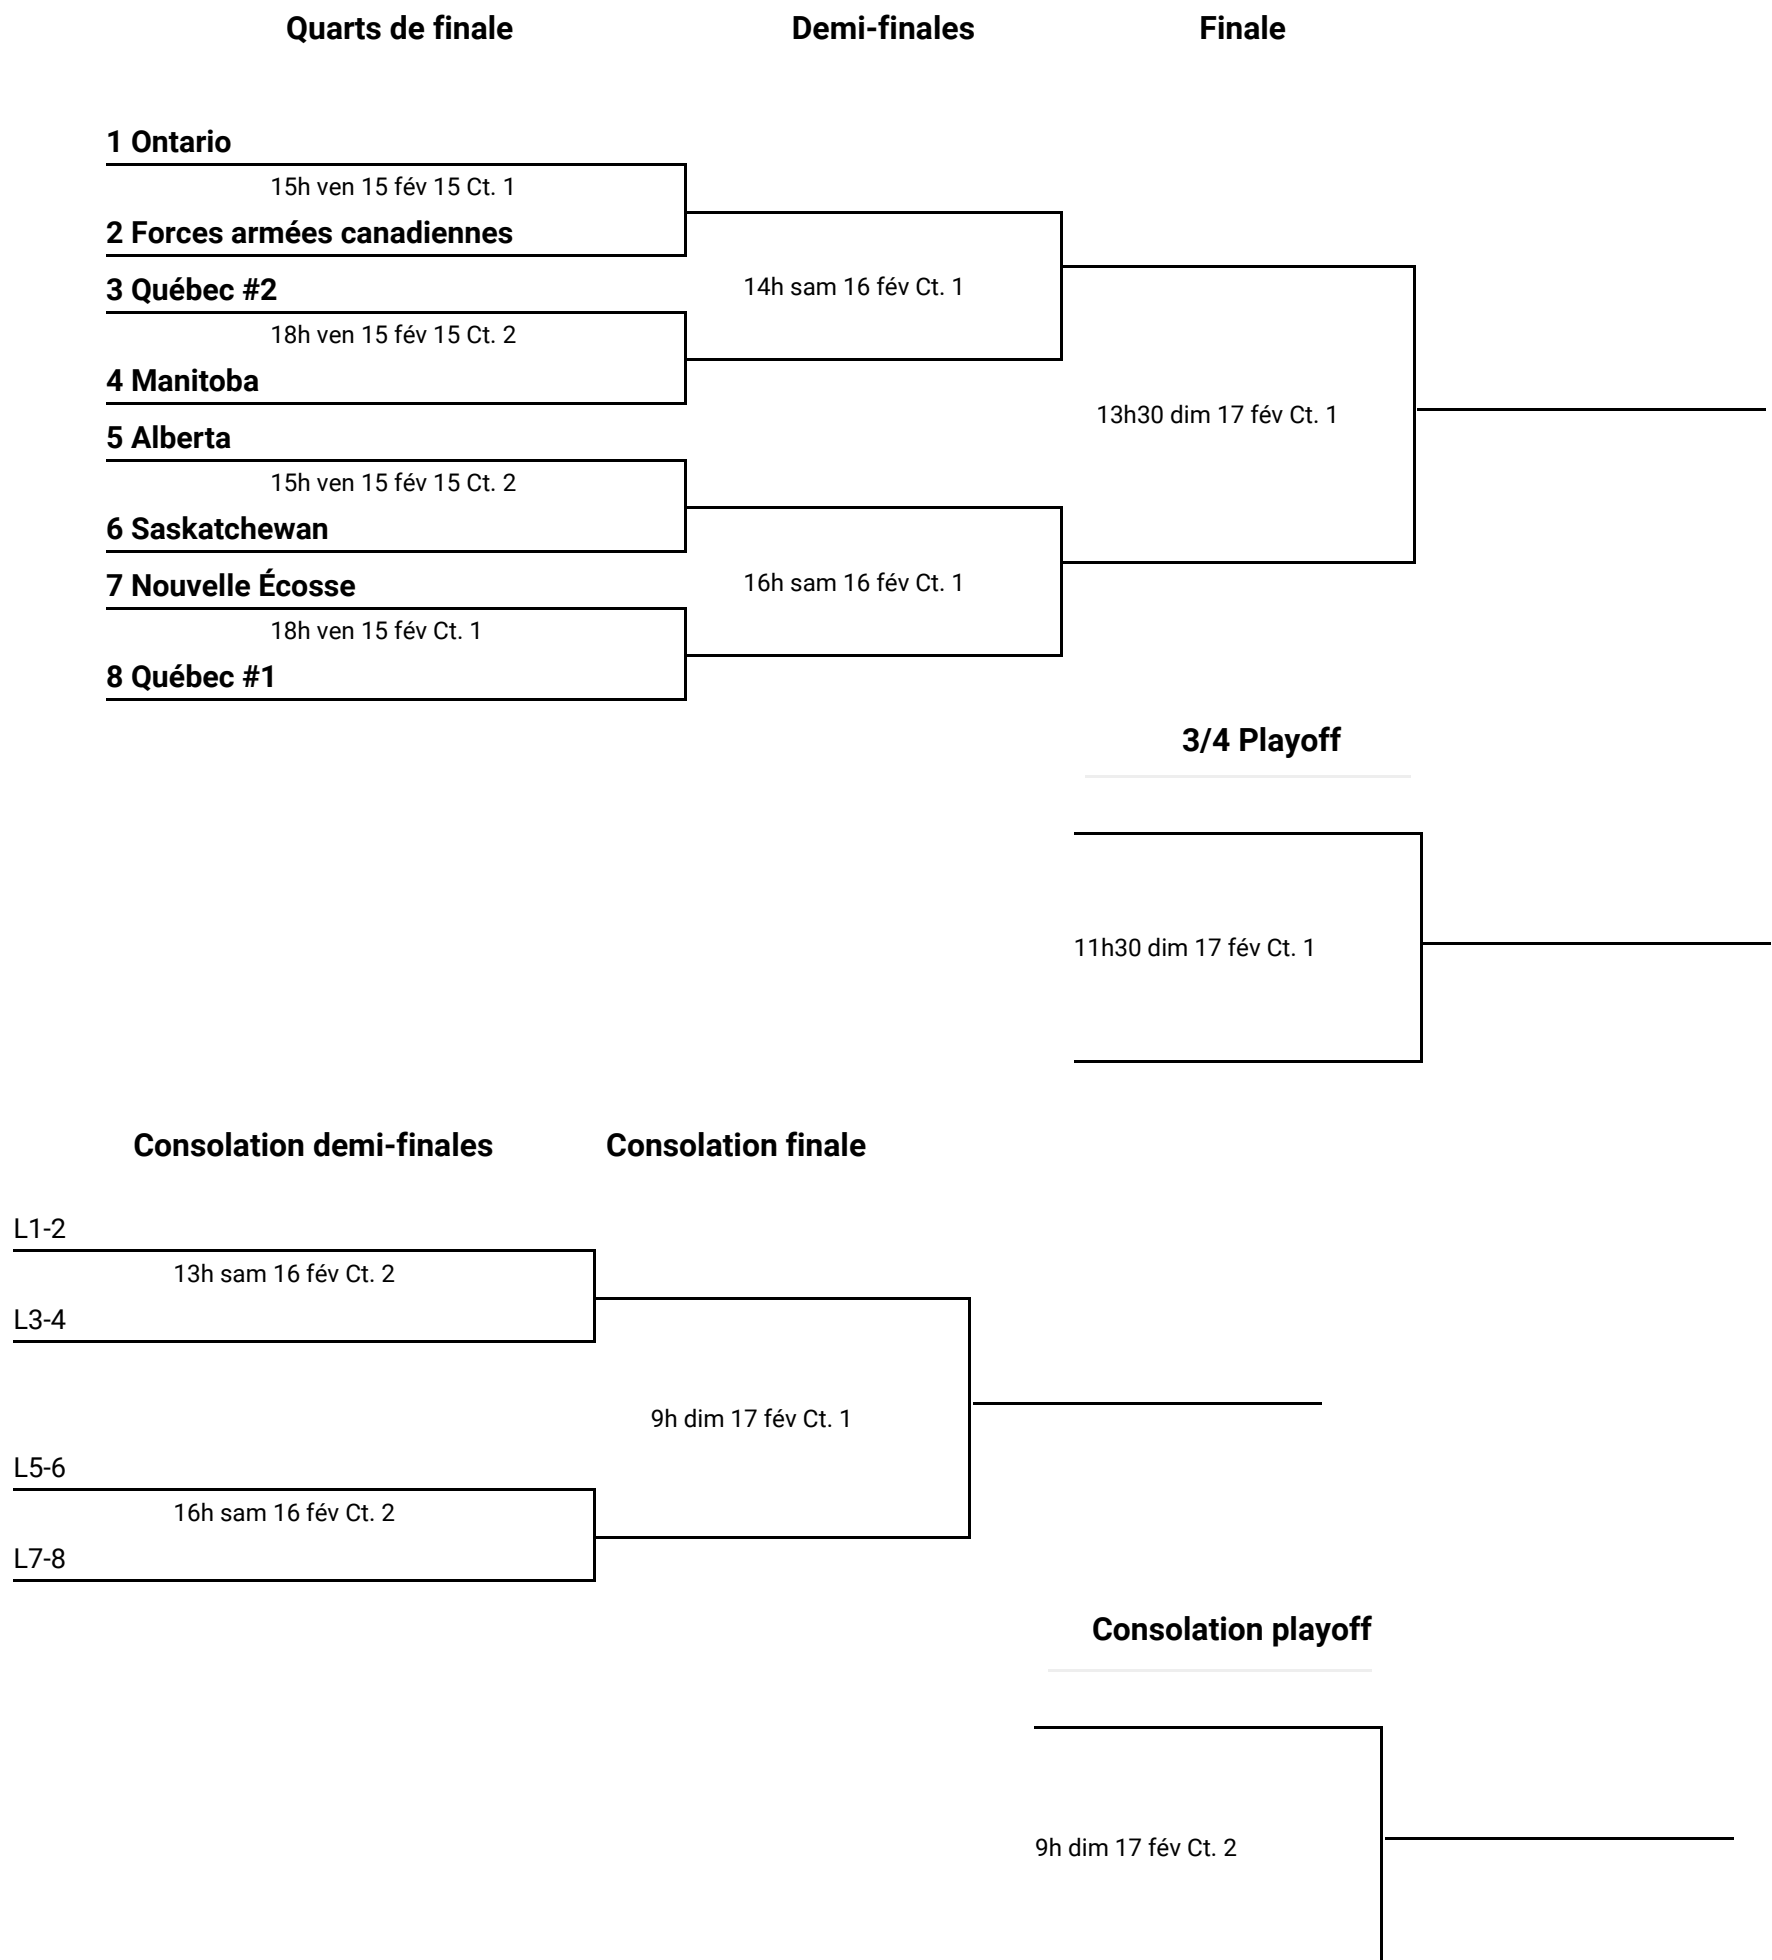 Quarts de finale Demi-finales Finale
1 Ontario
15h ven 15 fév 15 Ct. 1
2 Forces armées canadiennes
3 Québec #2
14h sam 16 fév Ct. 1
18h ven 15 fév 15 Ct. 2
4 Manitoba
13h30 dim 17 fév Ct. 1
5 Alberta
15h ven 15 fév 15 Ct. 2
6 Saskatchewan
7 Nouvelle Écosse
16h sam 16 fév Ct. 1
18h ven 15 fév Ct. 1
8 Québec #1
3/4 Playoff
11h30 dim 17 fév Ct. 1
Consolation demi-finales Consolation finale
L1-2
13h sam 16 fév Ct. 2
L3-4
9h dim 17 fév Ct. 1
L5-6
16h sam 16 fév Ct. 2
L7-8
Consolation playoff
9h dim 17 fév Ct. 2